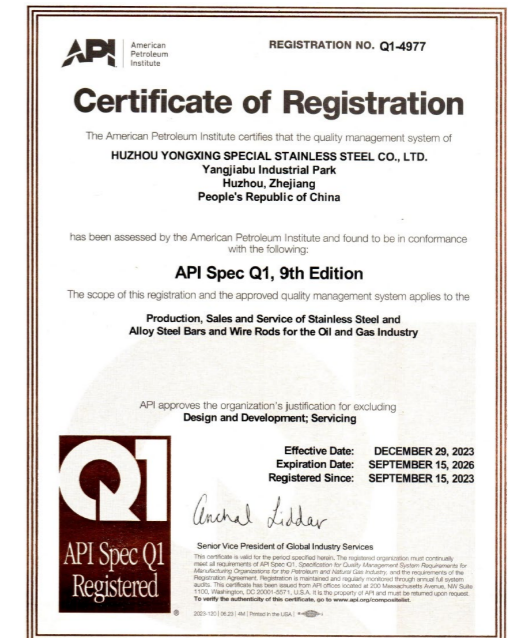 API
American
Petroleum
Institute
REGISTRATION NO. Q1-4977
Certificate of Registration
The American Petroleum Institute certifies that the quality management system of
HUZHOU YONGXING SPECIAL STAINLESS STEEL CO., LTD.
Yangjiabu Industrial Park
Huzhou, Zhejiang
People's Republic of China
has been assessed by the American Petroleum Institute and found to be in conformance
with the following:
API Spec Q1, 9th Edition
The scope of this registration and the approved quality management system applies to the
Production, Sales and Service of Stainless Steel and
Alloy Steel Bars and Wire Rods for the Oil and Gas Industry
API approves the organization's justification for excluding
Design and Development; Servicing
Effective Date: DECEMBER 29, 2023
Expiration Date: SEPTEMBER 15, 2026
Registered Since: SEPTEMBER 15, 2023
Q1
API Spec Q1
Registered
®
Anchal Liddar
Senior Vice President of Global Industry Services
This certificate is valid for the period specified herein. The registered organization must continually
meet all requirements of API Spec Q1, Specification for Quality Management System Requirements for
Manufacturing Organizations for the Petroleum and Natural Gas Industry, and the requirements of the
Registration Agreement. Registration is maintained and regularly monitored through annual full system
audits. This certificate has been issued from API offices located at 200 Massachusetts Avenue, NW Suite
1100, Washington, DC 20001-5571, U.S.A. It is the property of API and must be returned upon request.
To verify the authenticity of this certificate, go to www.api.org/compositelist.
2023-120 | 06.23 | 4M | Printed in the USA |